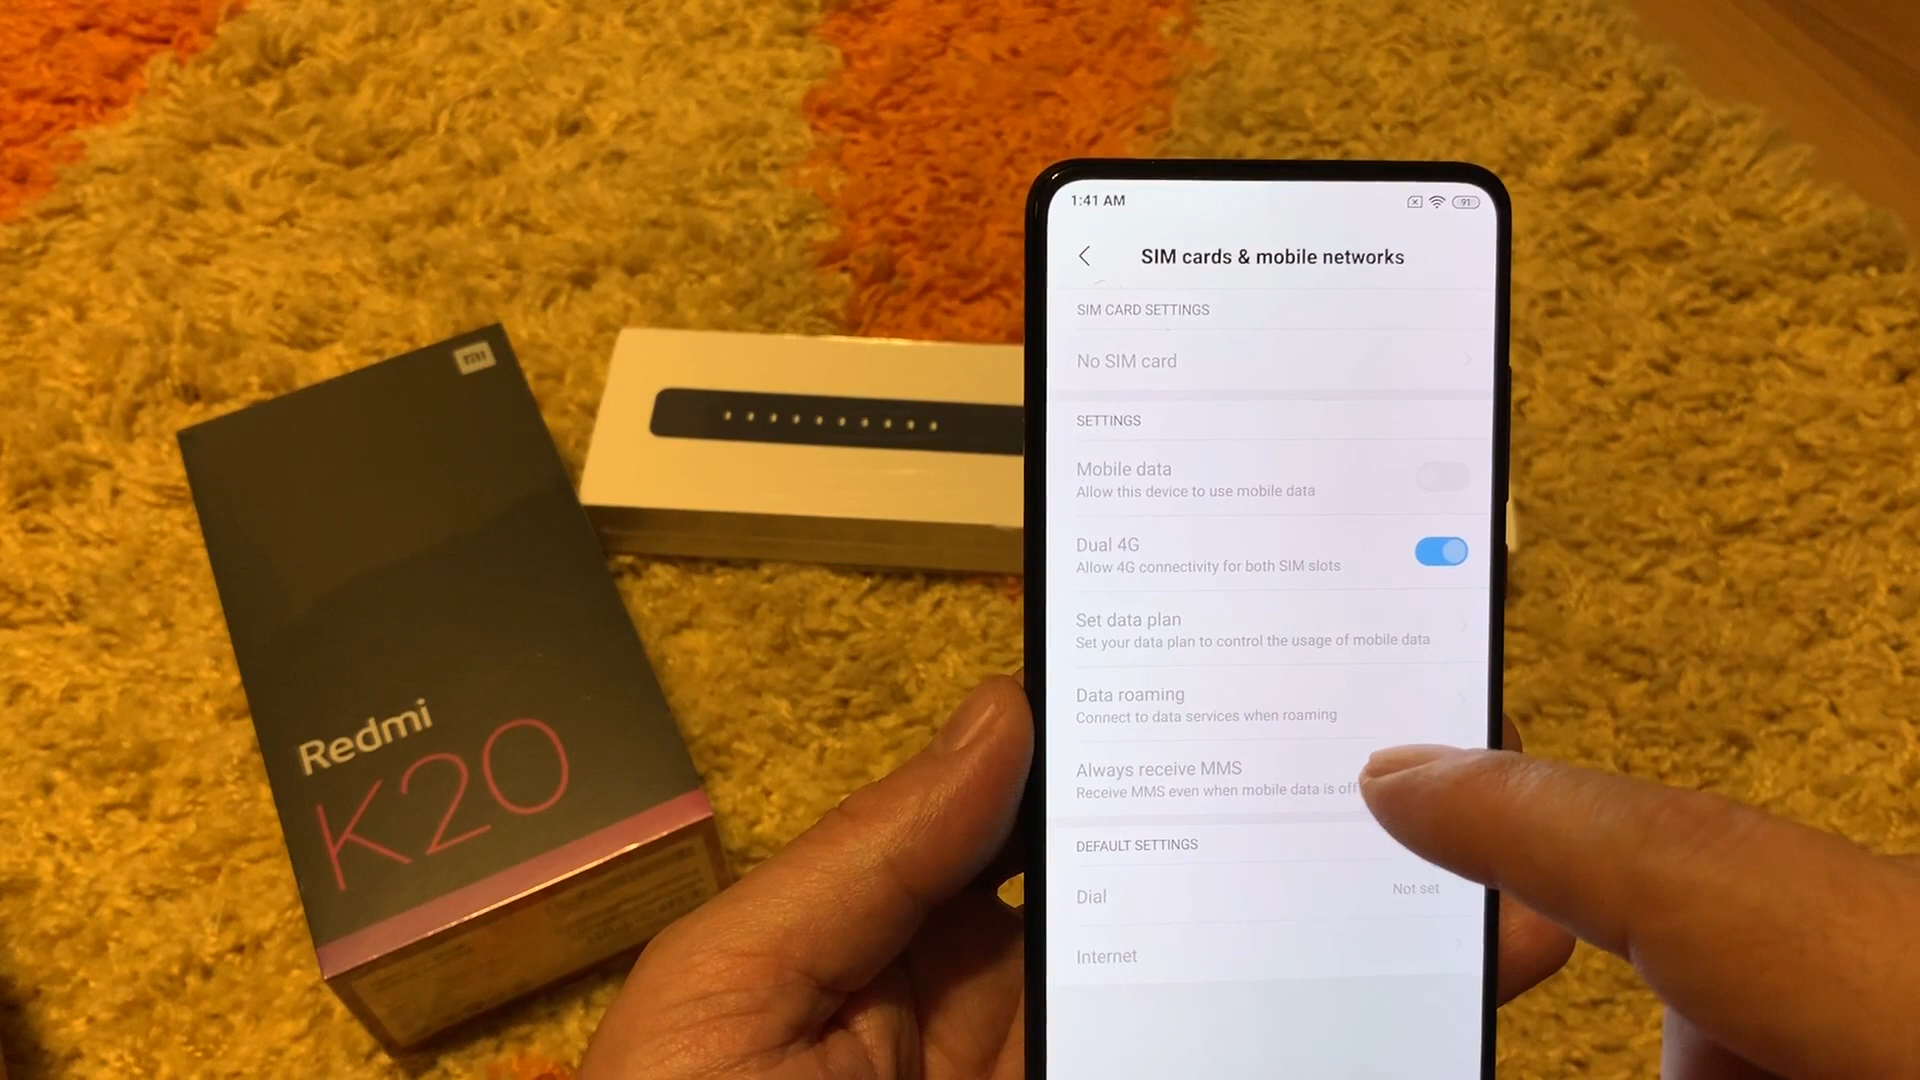 1:41 AM
91
SIM cards & mobile networks
SIM CARD SETTINGS
No SIM card
SETTINGS
Mobile data
Allow this device to use mobile data
Dual 4G
Allow 4G connectivity for both SIM slots
Set data plan
Set your data plan to control the usage of mobile data
Data roaming
Connect to data services when roaming
Always receive MMS
Receive MMS even when mobile data is off
DEFAULT SETTINGS
Dial
Not set
Internet
mi
Redmi
K20